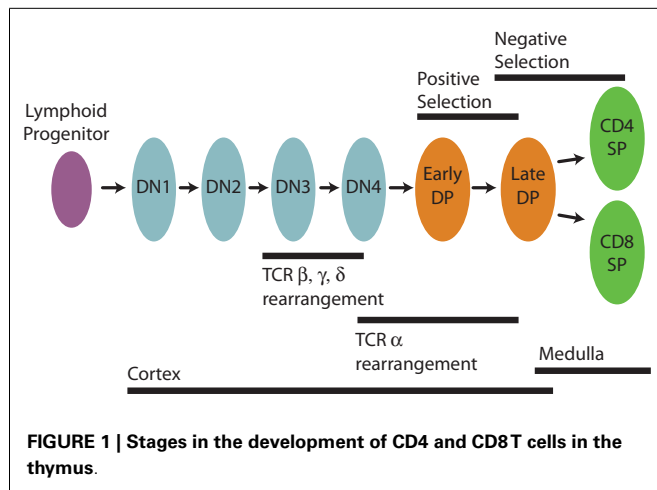 Negative
Selection
Positive
Selection
Lymphoid
Progenitor
DN1
DN2
DN3
DN4
Early
DP
Late
DP
CD4
SP
CD8
SP
TCR β, γ, δ
rearrangement
TCR α
rearrangement
Medulla
Cortex
FIGURE 1 | Stages in the development of CD4 and CD8 T cells in the
thymus.